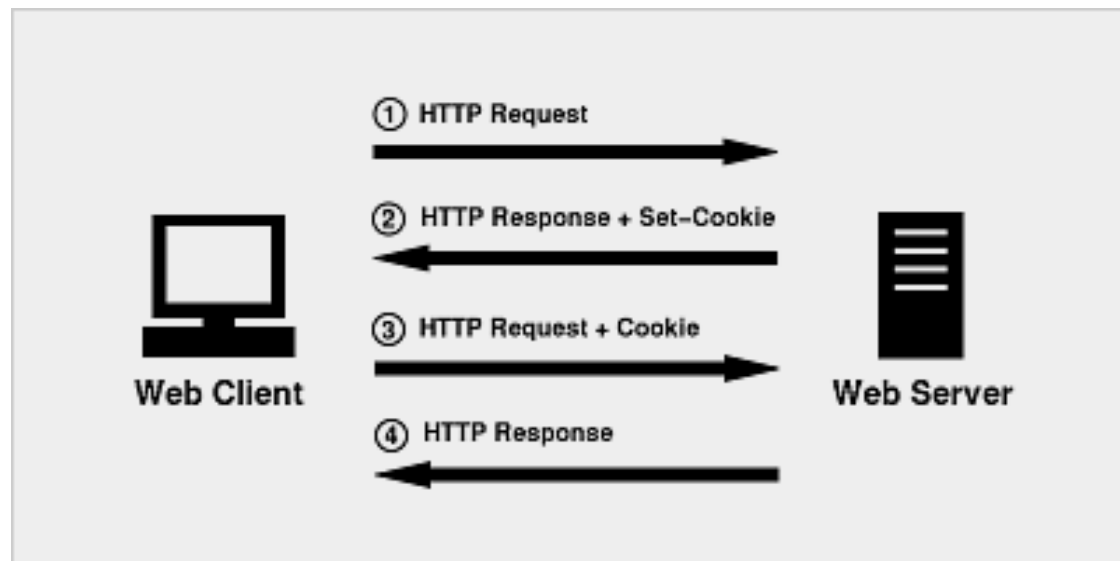 ① HTTP Request
② HTTP Response + Set-Cookie
③ HTTP Request + Cookie
Web Client
Web Server
④ HTTP Response